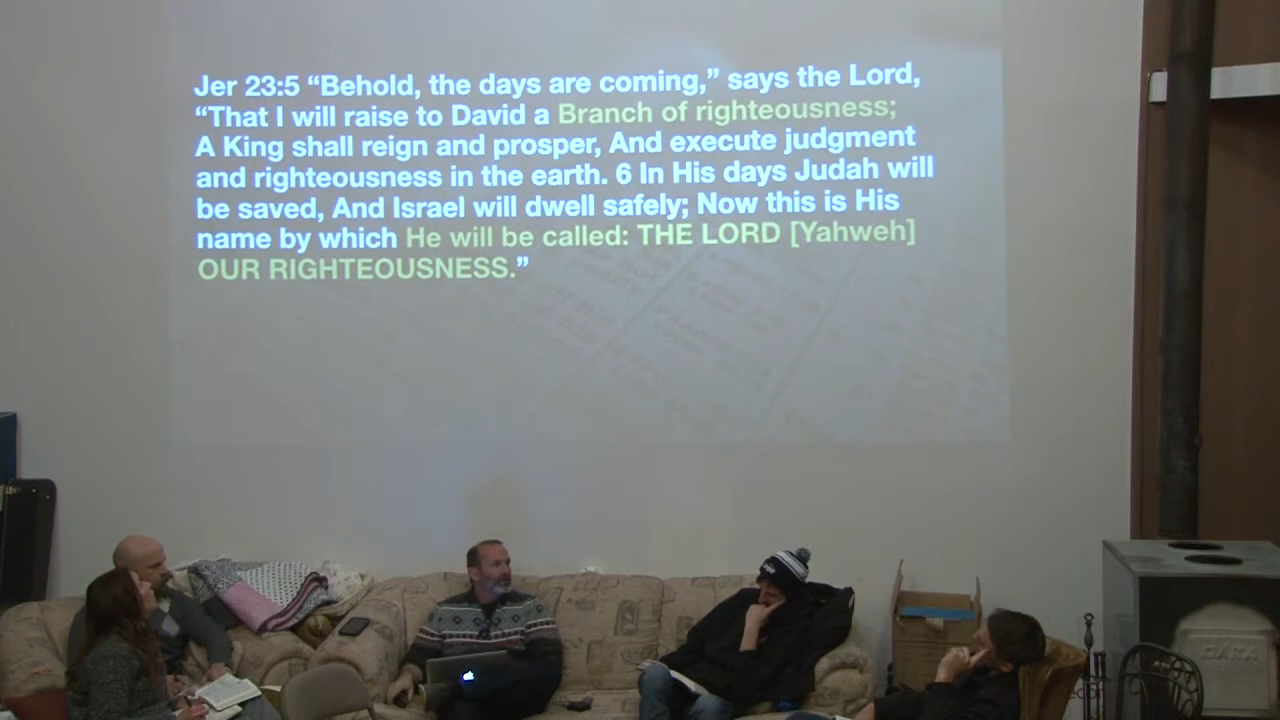 Jer 23:5 “Behold, the days are coming,” says the Lord,
“That I will raise to David a Branch of righteousness;
A King shall reign and prosper, And execute judgment
and righteousness in the earth. 6 In His days Judah will
be saved, And Israel will dwell safely; Now this is His
name by which He will be called: THE LORD [Yahweh]
OUR RIGHTEOUSNESS.”
DAKA